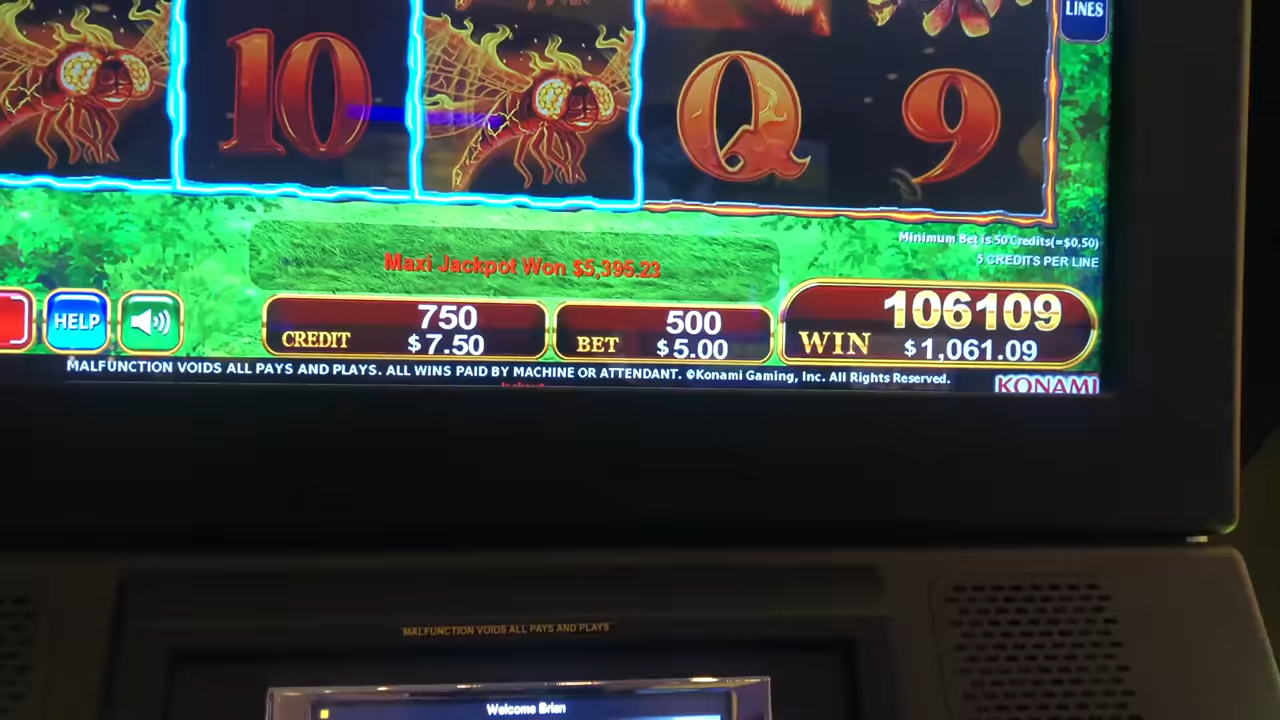 LINES
10
Q
9
Minimum Bet is 50 Credits(=$0.50)
5 CREDITS PER LINE
Maxi Jackpot Won $5,395.23
HELP
CREDIT
750
$7.50
BET
500
$5.00
WIN
106109
$1,061.09
MALFUNCTION VOIDS ALL PAYS AND PLAYS. ALL WINS PAID BY MACHINE OR ATTENDANT. ©Konami Gaming, Inc. All Rights Reserved.
KONAMI
MALFUNCTION VOIDS ALL PAYS AND PLAYS
Welcome Brian